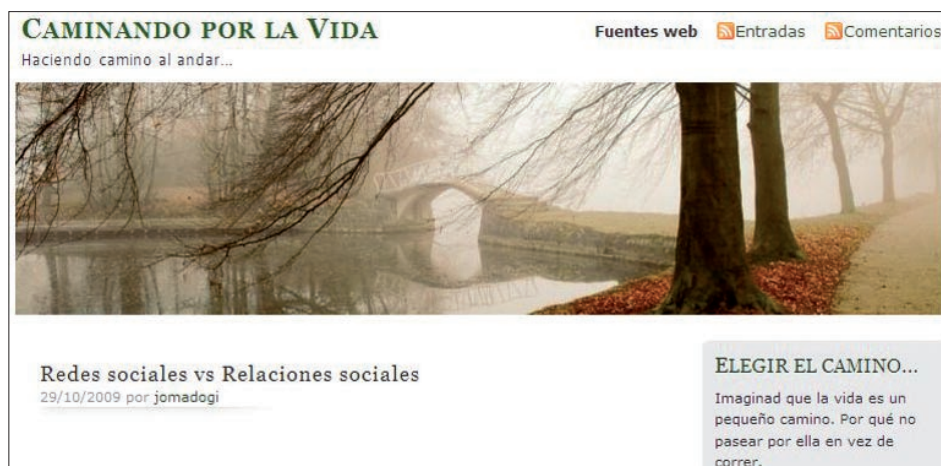 CAMINANDO POR LA VIDA
Haciendo camino al andar...
Fuentes web Entradas Comentarios
Redes sociales vs Relaciones sociales
29/10/2009 por jomadogi
ELEGIR EL CAMINO...
Imaginad que la vida es un
pequeño camino. Por qué no
pasear por ella en vez de
correr.